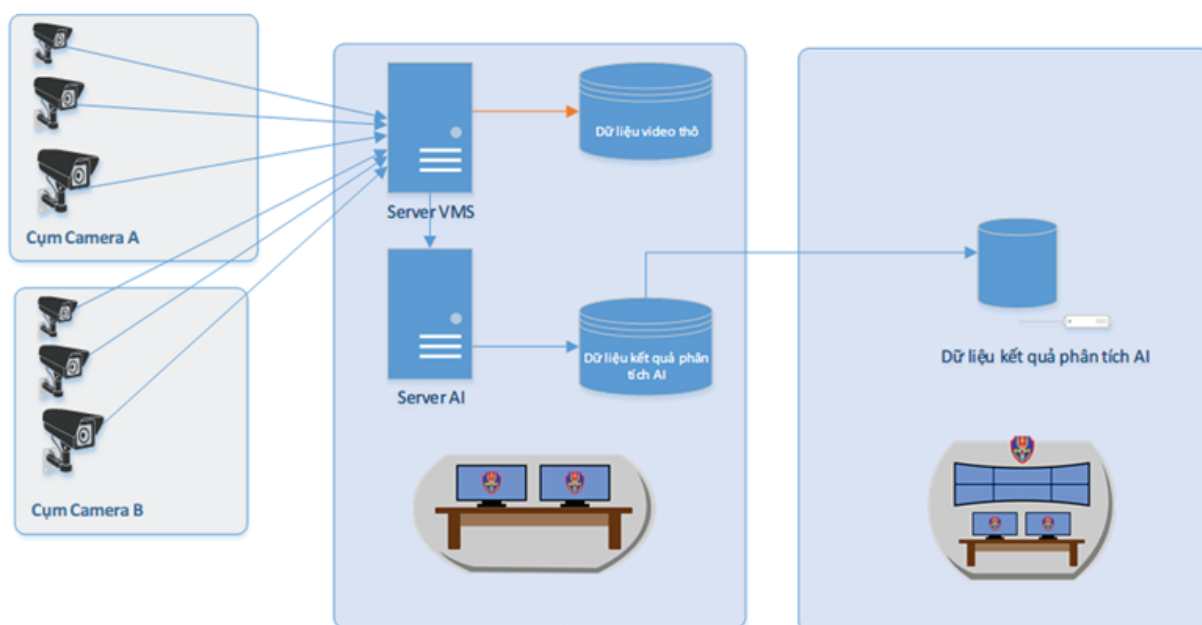 Cụm Camera A
Cụm Camera B
Server VMS
Dữ liệu video thô
Server AI
Dữ liệu kết quả phân
tích AI
Dữ liệu kết quả phân tích AI